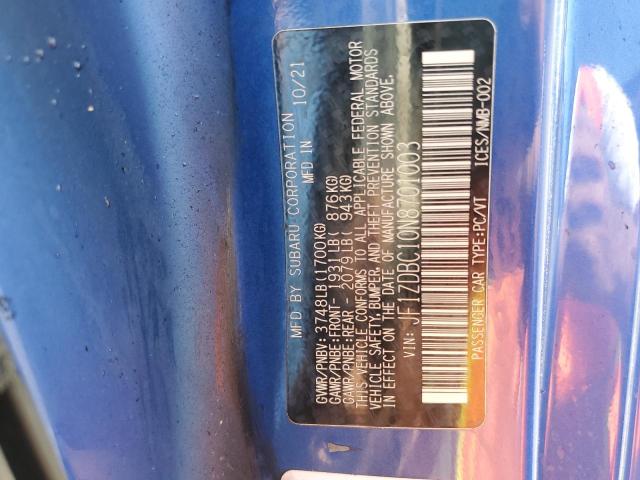 MFD BY SUBARU CORPORATION
MFD IN 10/21
GVWR/PNBV: 3748LB(1700KG)
GAWR/PNBE:FRONT- 1931LB( 876KG)
GAWR/PNBE:REAR - 2079LB( 943KG)
THIS VEHICLE CONFORMS TO ALL APPLICABLE FEDERAL MOTOR
VEHICLE SAFETY,BUMPER, AND THEFT PREVENTION STANDARDS
IN EFFECT ON THE DATE OF MANUFACTURE SHOWN ABOVE.
VIN: JF1ZDBC10N8701003
PASSENGER CAR TYPE:PC/VT ICES/NMB-002